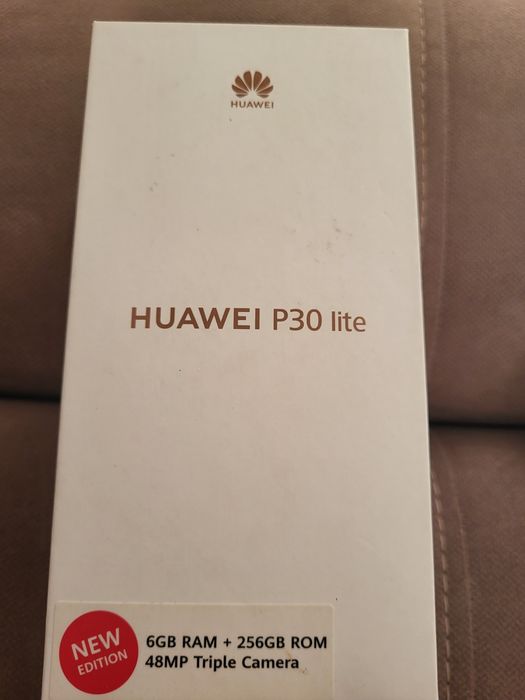 HUAWEI
HUAWEI P30 lite
NEW
EDITION
6GB RAM + 256GB ROM
48MP Triple Camera